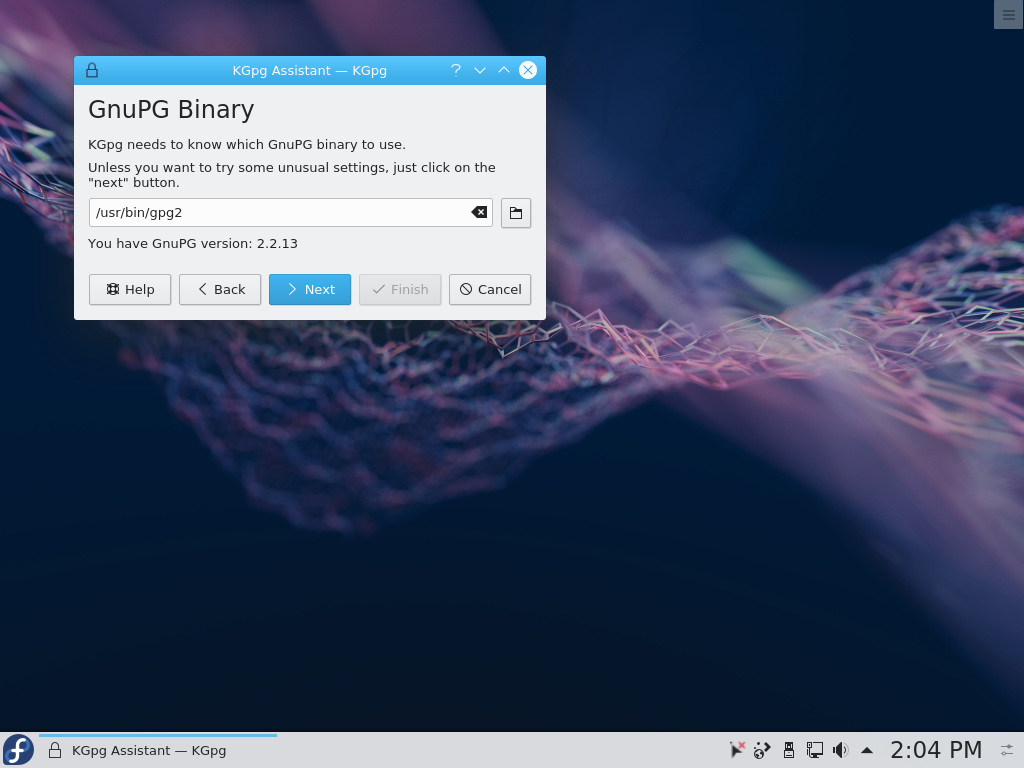 KGpg Assistant — KGpg
GnuPG Binary
KGpg needs to know which GnuPG binary to use.
Unless you want to try some unusual settings, just click on the
"next" button.
/usr/bin/gpg2
You have GnuPG version: 2.2.13
Help
Back
Next
Finish
Cancel
KGpg Assistant — KGpg
2:04 PM